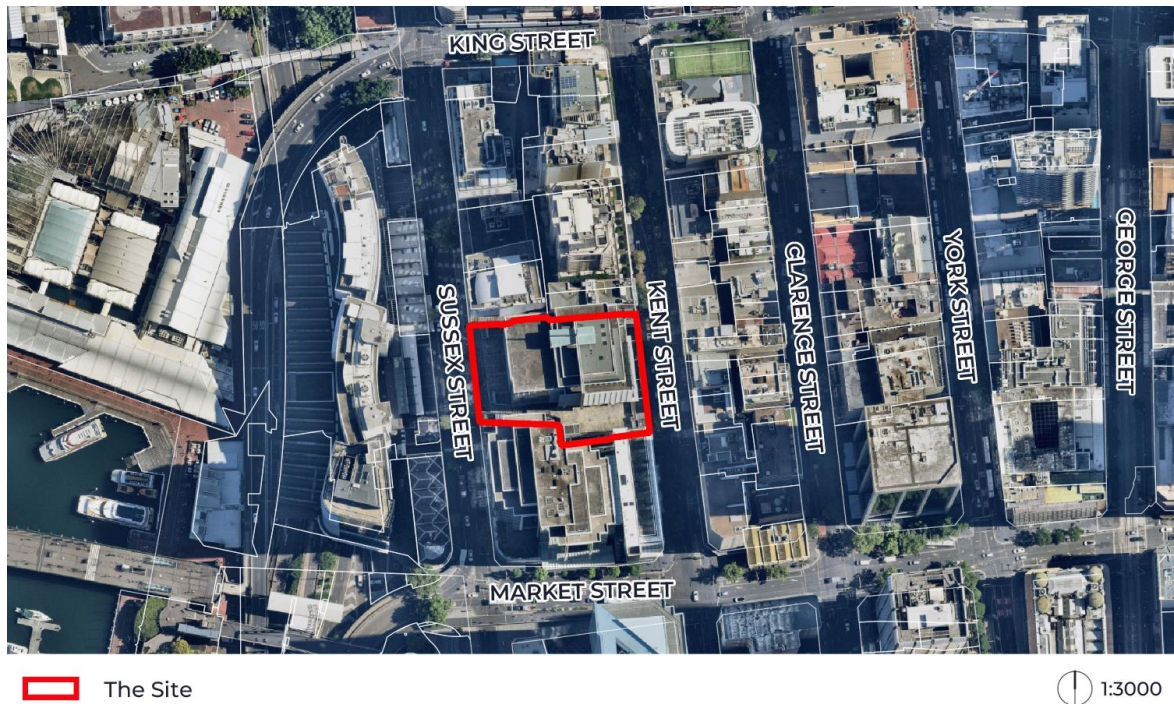 KING STREET
SUSSEX STREET
KENT STREET
CLARENCE STREET
YORK STREET
GEORGE STREET
MARKET STREET
The Site
1:3000